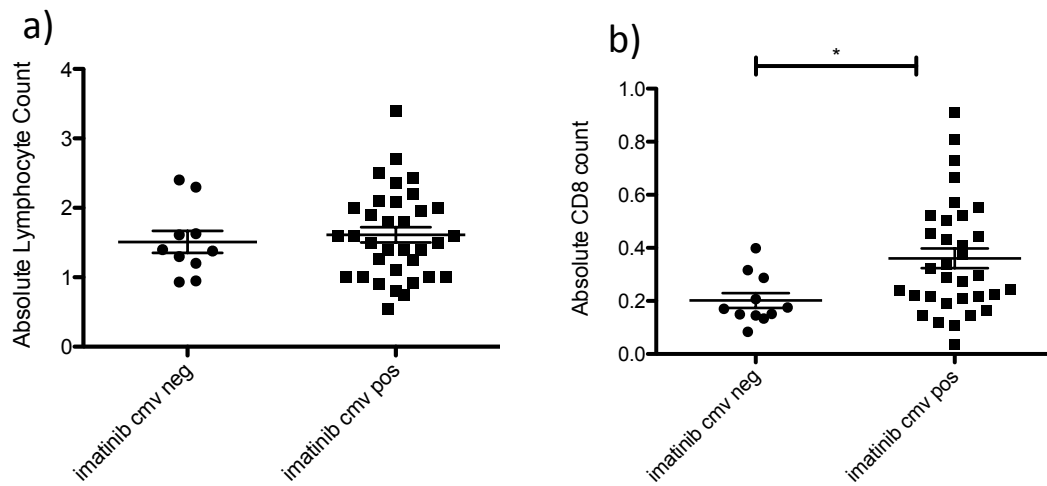 a)
Absolute Lymphocyte Count
4
3
2
1
0
imatinib cmv neg
imatinib cmv pos
b)
*
Absolute CD8 count
1.0
0.8
0.6
0.4
0.2
0.0
imatinib cmv neg
imatinib cmv pos